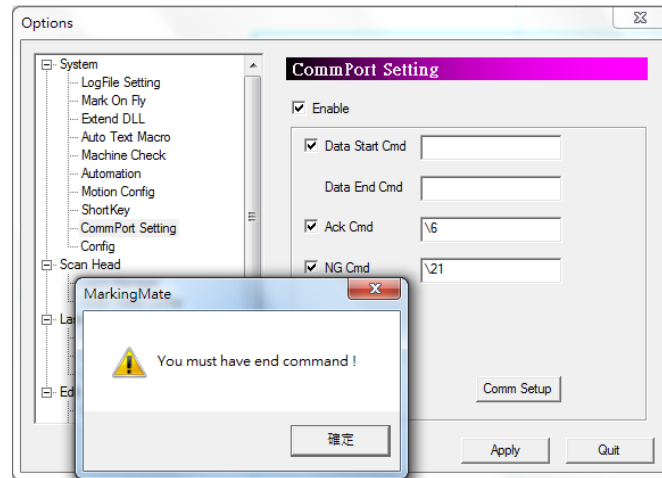 Options
System
LogFile Setting
Mark On Fly
Extend DLL
Auto Text Macro
Machine Check
Automation
Motion Config
ShortKey
CommPort Setting
Config
Scan Head
Ed
CommPort Setting
Enable
Data Start Cmd
Data End Cmd
Ack Cmd
\6
NG Cmd
\21
Comm Setup
Apply
Quit
MarkingMate
You must have end command !
確定